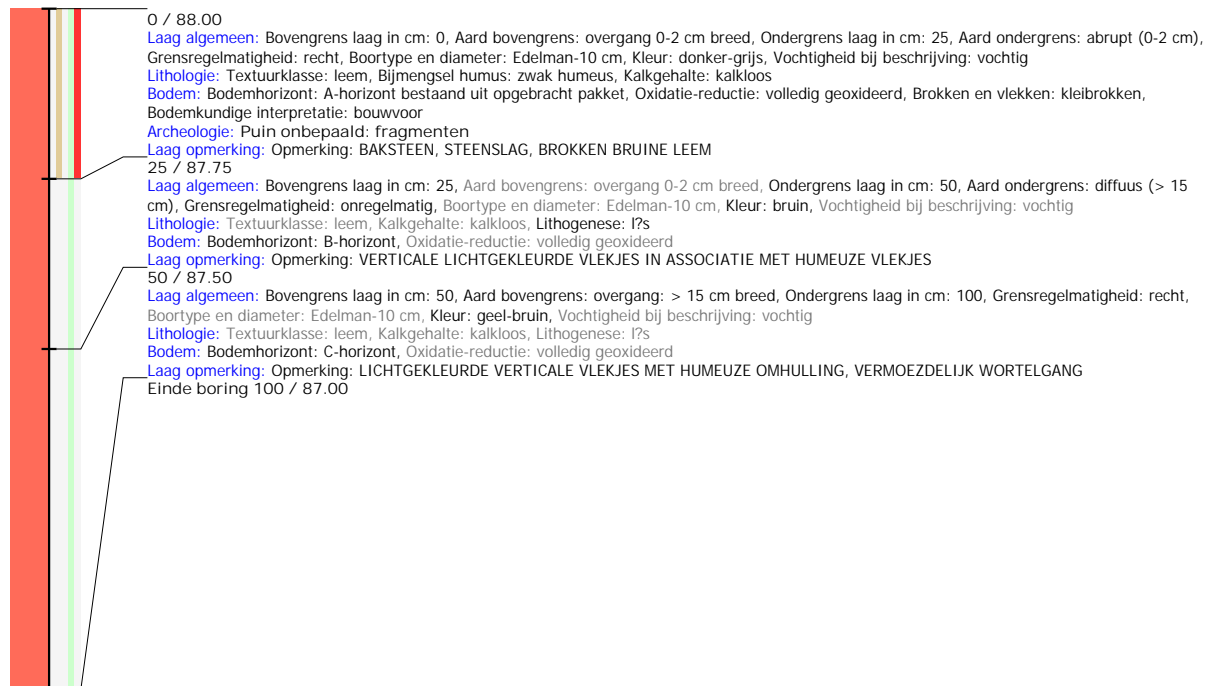 0 / 88.00
Laag algemeen: Bovengrens laag in cm: 0, Aard bovengrens: overgang 0-2 cm breed, Ondergrens laag in cm: 25, Aard ondergrens: abrupt (0-2 cm),
Grensregelmatigheid: recht, Boortype en diameter: Edelman-10 cm, Kleur: donker-grijs, Vochtigheid bij beschrijving: vochtig
Lithologie: Textuurklasse: leem, Bijmengsel humus: zwak humeus, Kalkgehalte: kalkloos
Bodem: Bodemhorizont: A-horizont bestaand uit opgebracht pakket, Oxidatie-reductie: volledig geoxideerd, Brokken en vlekken: kleibrokken,
Bodemkundige interpretatie: bouwvoor
Archeologie: Puin onbepaald: fragmenten
Laag opmerking: Opmerking: BAKSTEEN, STEENSLAG, BROKKEN BRUINE LEEM
25 / 87.75
Laag algemeen: Bovengrens laag in cm: 25, Aard bovengrens: overgang 0-2 cm breed, Ondergrens laag in cm: 50, Aard ondergrens: diffuus (> 15
cm), Grensregelmatigheid: onregelmatig, Boortype en diameter: Edelman-10 cm, Kleur: bruin, Vochtigheid bij beschrijving: vochtig
Lithologie: Textuurklasse: leem, Kalkgehalte: kalkloos, Lithogenese: l?s
Bodem: Bodemhorizont: B-horizont, Oxidatie-reductie: volledig geoxideerd
Laag opmerking: Opmerking: VERTICALE LICHTGEKLEURDE VLEKJES IN ASSOCIATIE MET HUMEUZE VLEKJES
50 / 87.50
Laag algemeen: Bovengrens laag in cm: 50, Aard bovengrens: overgang: > 15 cm breed, Ondergrens laag in cm: 100, Grensregelmatigheid: recht,
Boortype en diameter: Edelman-10 cm, Kleur: geel-bruin, Vochtigheid bij beschrijving: vochtig
Lithologie: Textuurklasse: leem, Kalkgehalte: kalkloos, Lithogenese: l?s
Bodem: Bodemhorizont: C-horizont, Oxidatie-reductie: volledig geoxideerd
Laag opmerking: Opmerking: LICHTGEKLEURDE VERTICALE VLEKJES MET HUMEUZE OMHULLING, VERMOEZDELIJK WORTELGANG
Einde boring 100 / 87.00